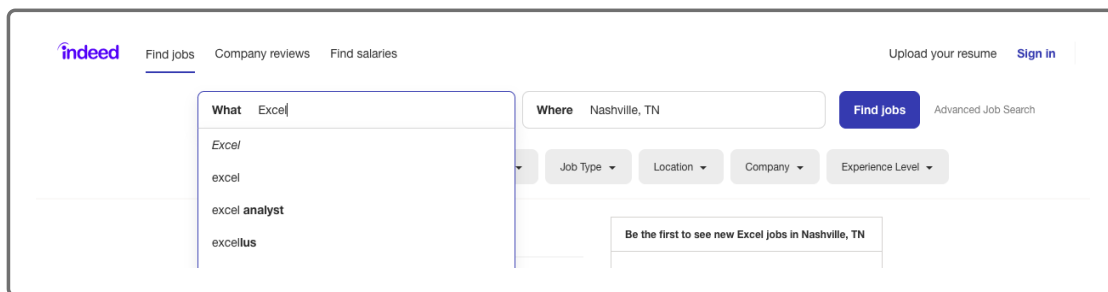 indeed Find jobs Company reviews Find salaries Upload your resume Sign in
What Excel Where Nashville, TN Find jobs Advanced Job Search
Excel
Job Type Location Company Experience Level
excel
excel analyst
Be the first to see new Excel jobs in Nashville, TN
excellus